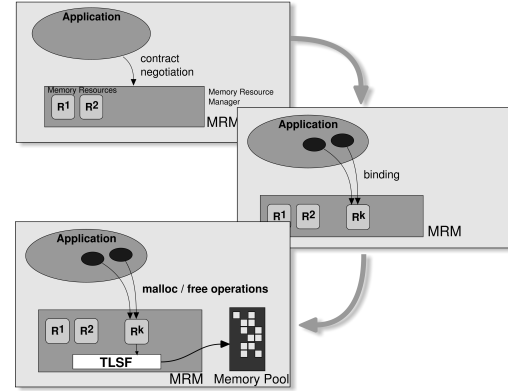 Application
contract
negotiation
Memory Resources
R1 R2
Memory Resource
Manager
MRM
Application
binding
R1 R2 Rk
MRM
Application
malloc / free operations
R1 R2 Rk
TLSF
MRM
Memory Pool